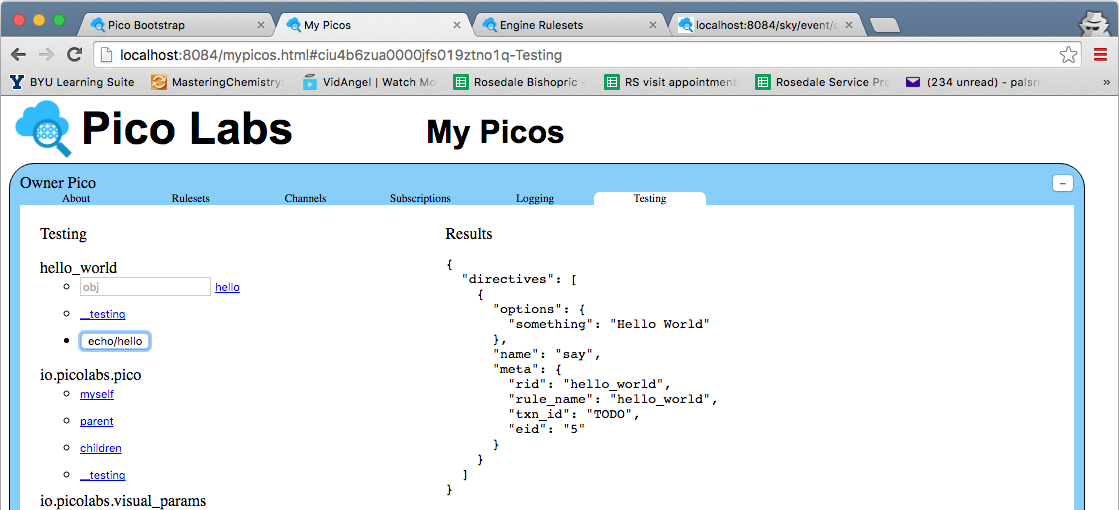 Pico Bootstrap
My Picos
Engine Rulesets
localhost:8084/sky/event/c
localhost:8084/mypicos.html#ciu4b6zua0000jfs019ztno1q-Testing
BYU Learning Suite
MasteringChemistry:
VidAngel | Watch Mo
Rosedale Bishopric -
RS visit appointment
Rosedale Service Pro
(234 unread) - palsrr
»
Pico Labs
My Picos
Owner Pico
–
About
Rulesets
Channels
Subscriptions
Logging
Testing
Testing
hello_world
obj hello
__testing
echo/hello
io.picolabs.pico
myself
parent
children
__testing
io.picolabs.visual_params
Results
{
"directives": [
{
"options": {
"something": "Hello World"
},
"name": "say",
"meta": {
"rid": "hello_world",
"rule_name": "hello_world",
"txn_id": "TODO",
"eid": "5"
}
}
]
}